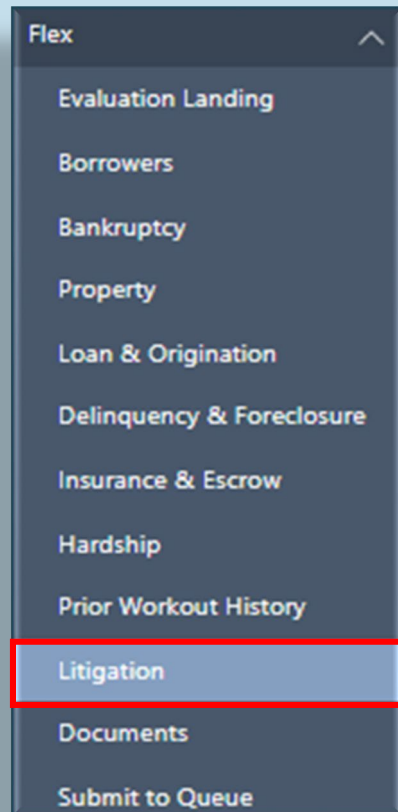 Flex
Evaluation Landing
Borrowers
Bankruptcy
Property
Loan & Origination
Delinquency & Foreclosure
Insurance & Escrow
Hardship
Prior Workout History
Litigation
Documents
Submit to Queue